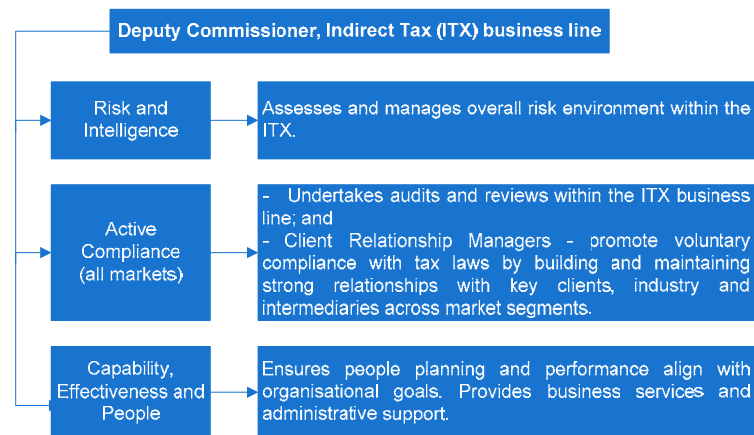 Deputy Commissioner, Indirect Tax (ITX) business line
Risk and
Intelligence
Assesses and manages overall risk environment within the
ITX.
Active
Compliance
(all markets)
- Undertakes audits and reviews within the ITX business
line; and
- Client Relationship Managers - promote voluntary
compliance with tax laws by building and maintaining
strong relationships with key clients, industry and
intermediaries across market segments.
Capability,
Effectiveness and
People
Ensures people planning and performance align with
organisational goals. Provides business services and
administrative support.